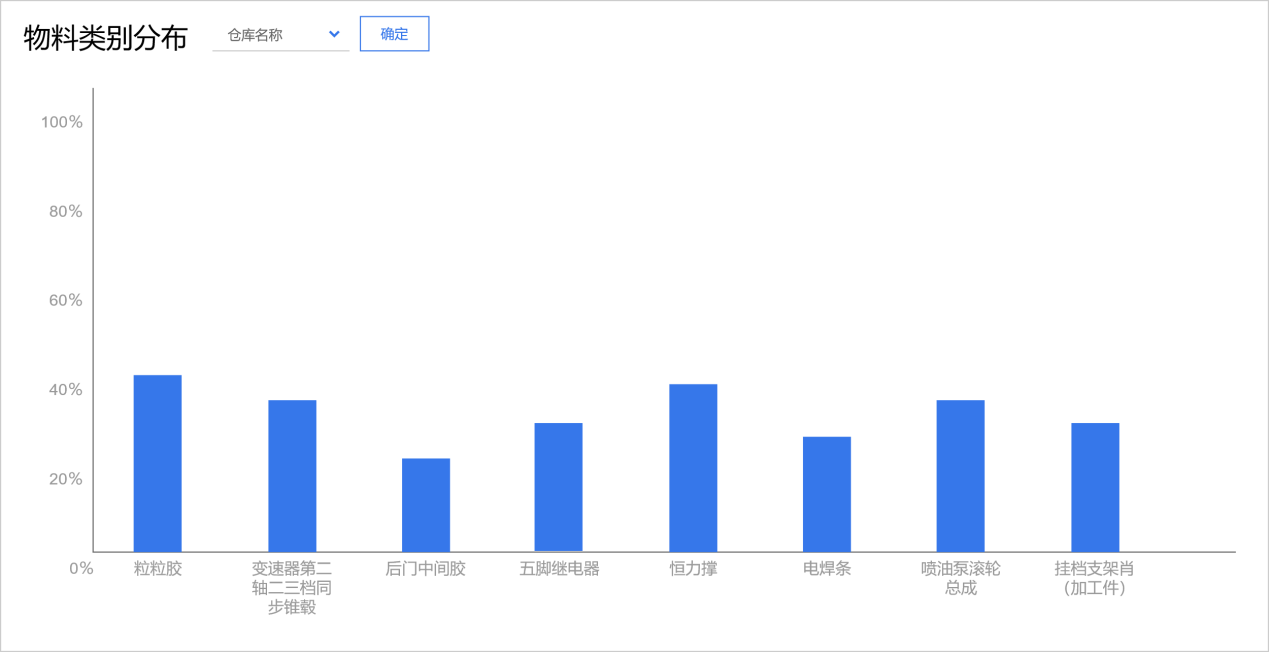 物料类别分布
仓库名称
确定
100%
80%
60%
40%
20%
0%
粒粒胶
变速器第二
轴二三档同
步锥毂
后门中间胶
五脚继电器
恒力撑
电焊条
喷油泵滚轮
总成
挂档支架肖
（加工件）